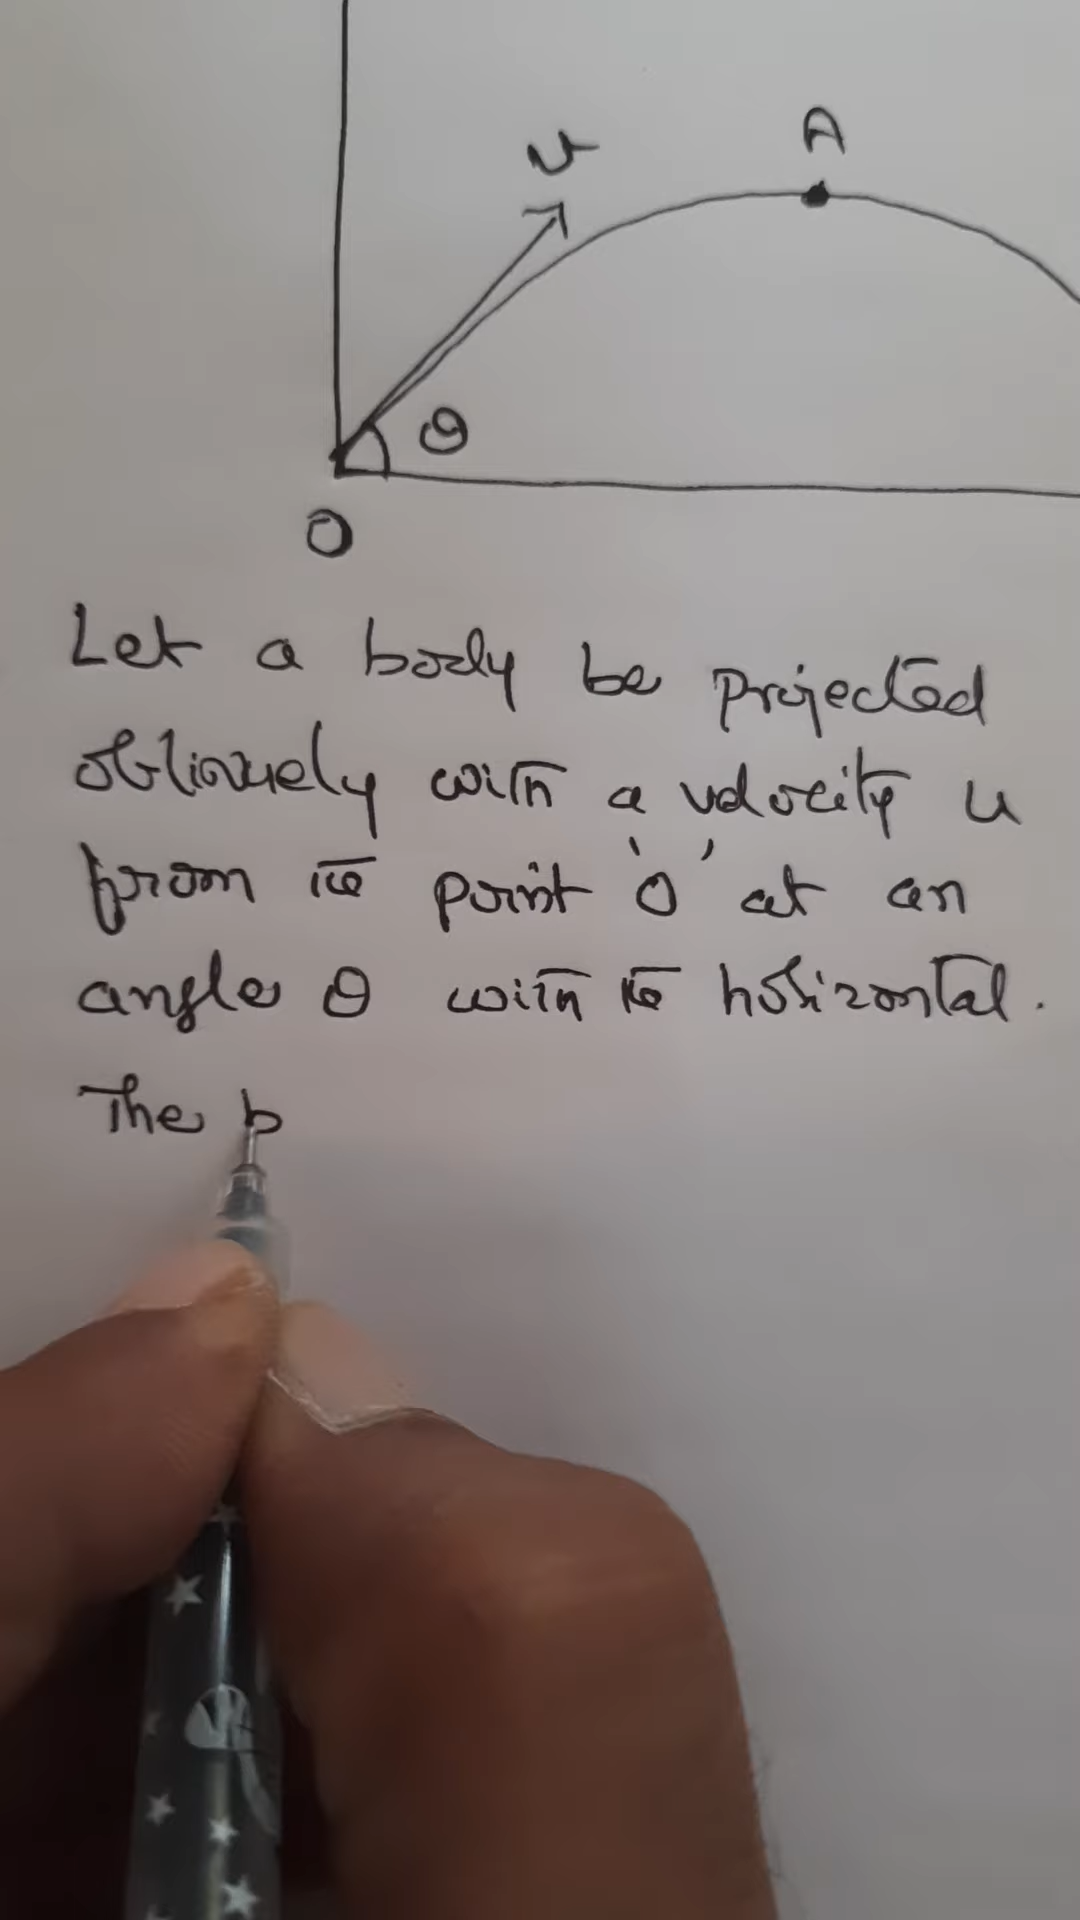 A
u
θ
O
Let a body be projected
obliquely with a velocity u
from the point 'O' at an
angle θ with the horizontal.
The b